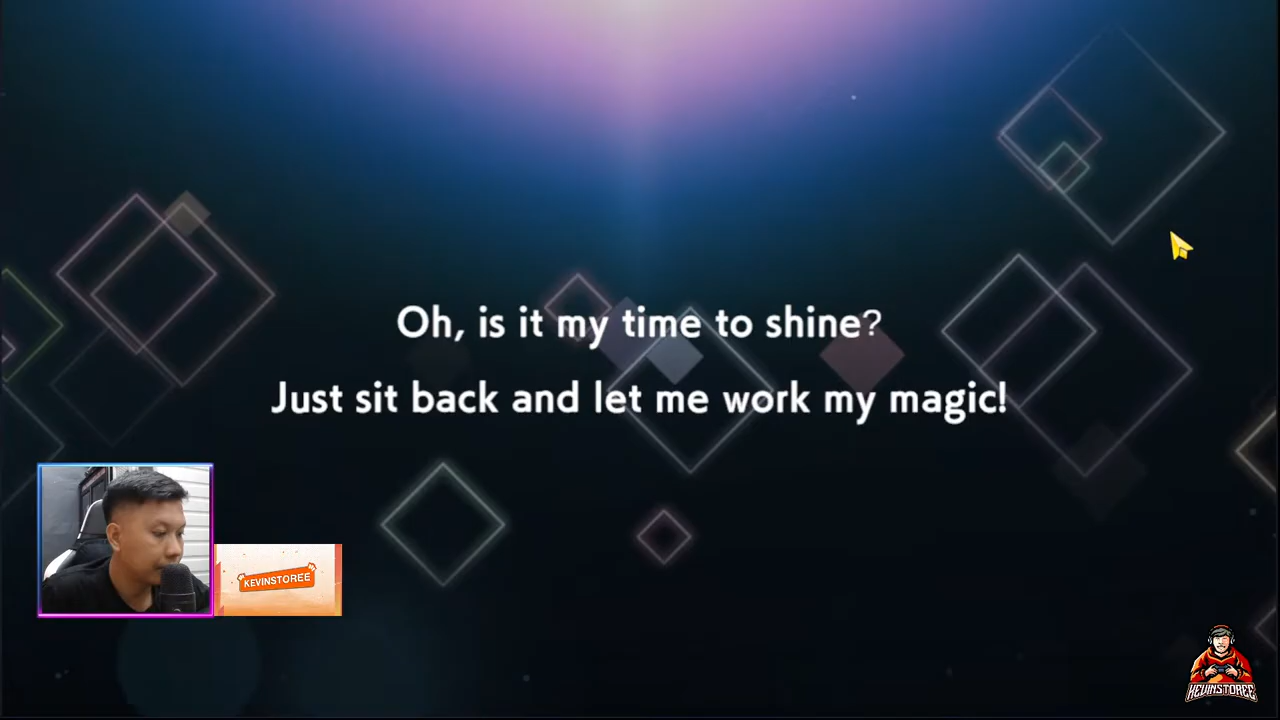 Oh, is it my time to shine?
Just sit back and let me work my magic!
KEVINSTOREE
KEVINSTOREE